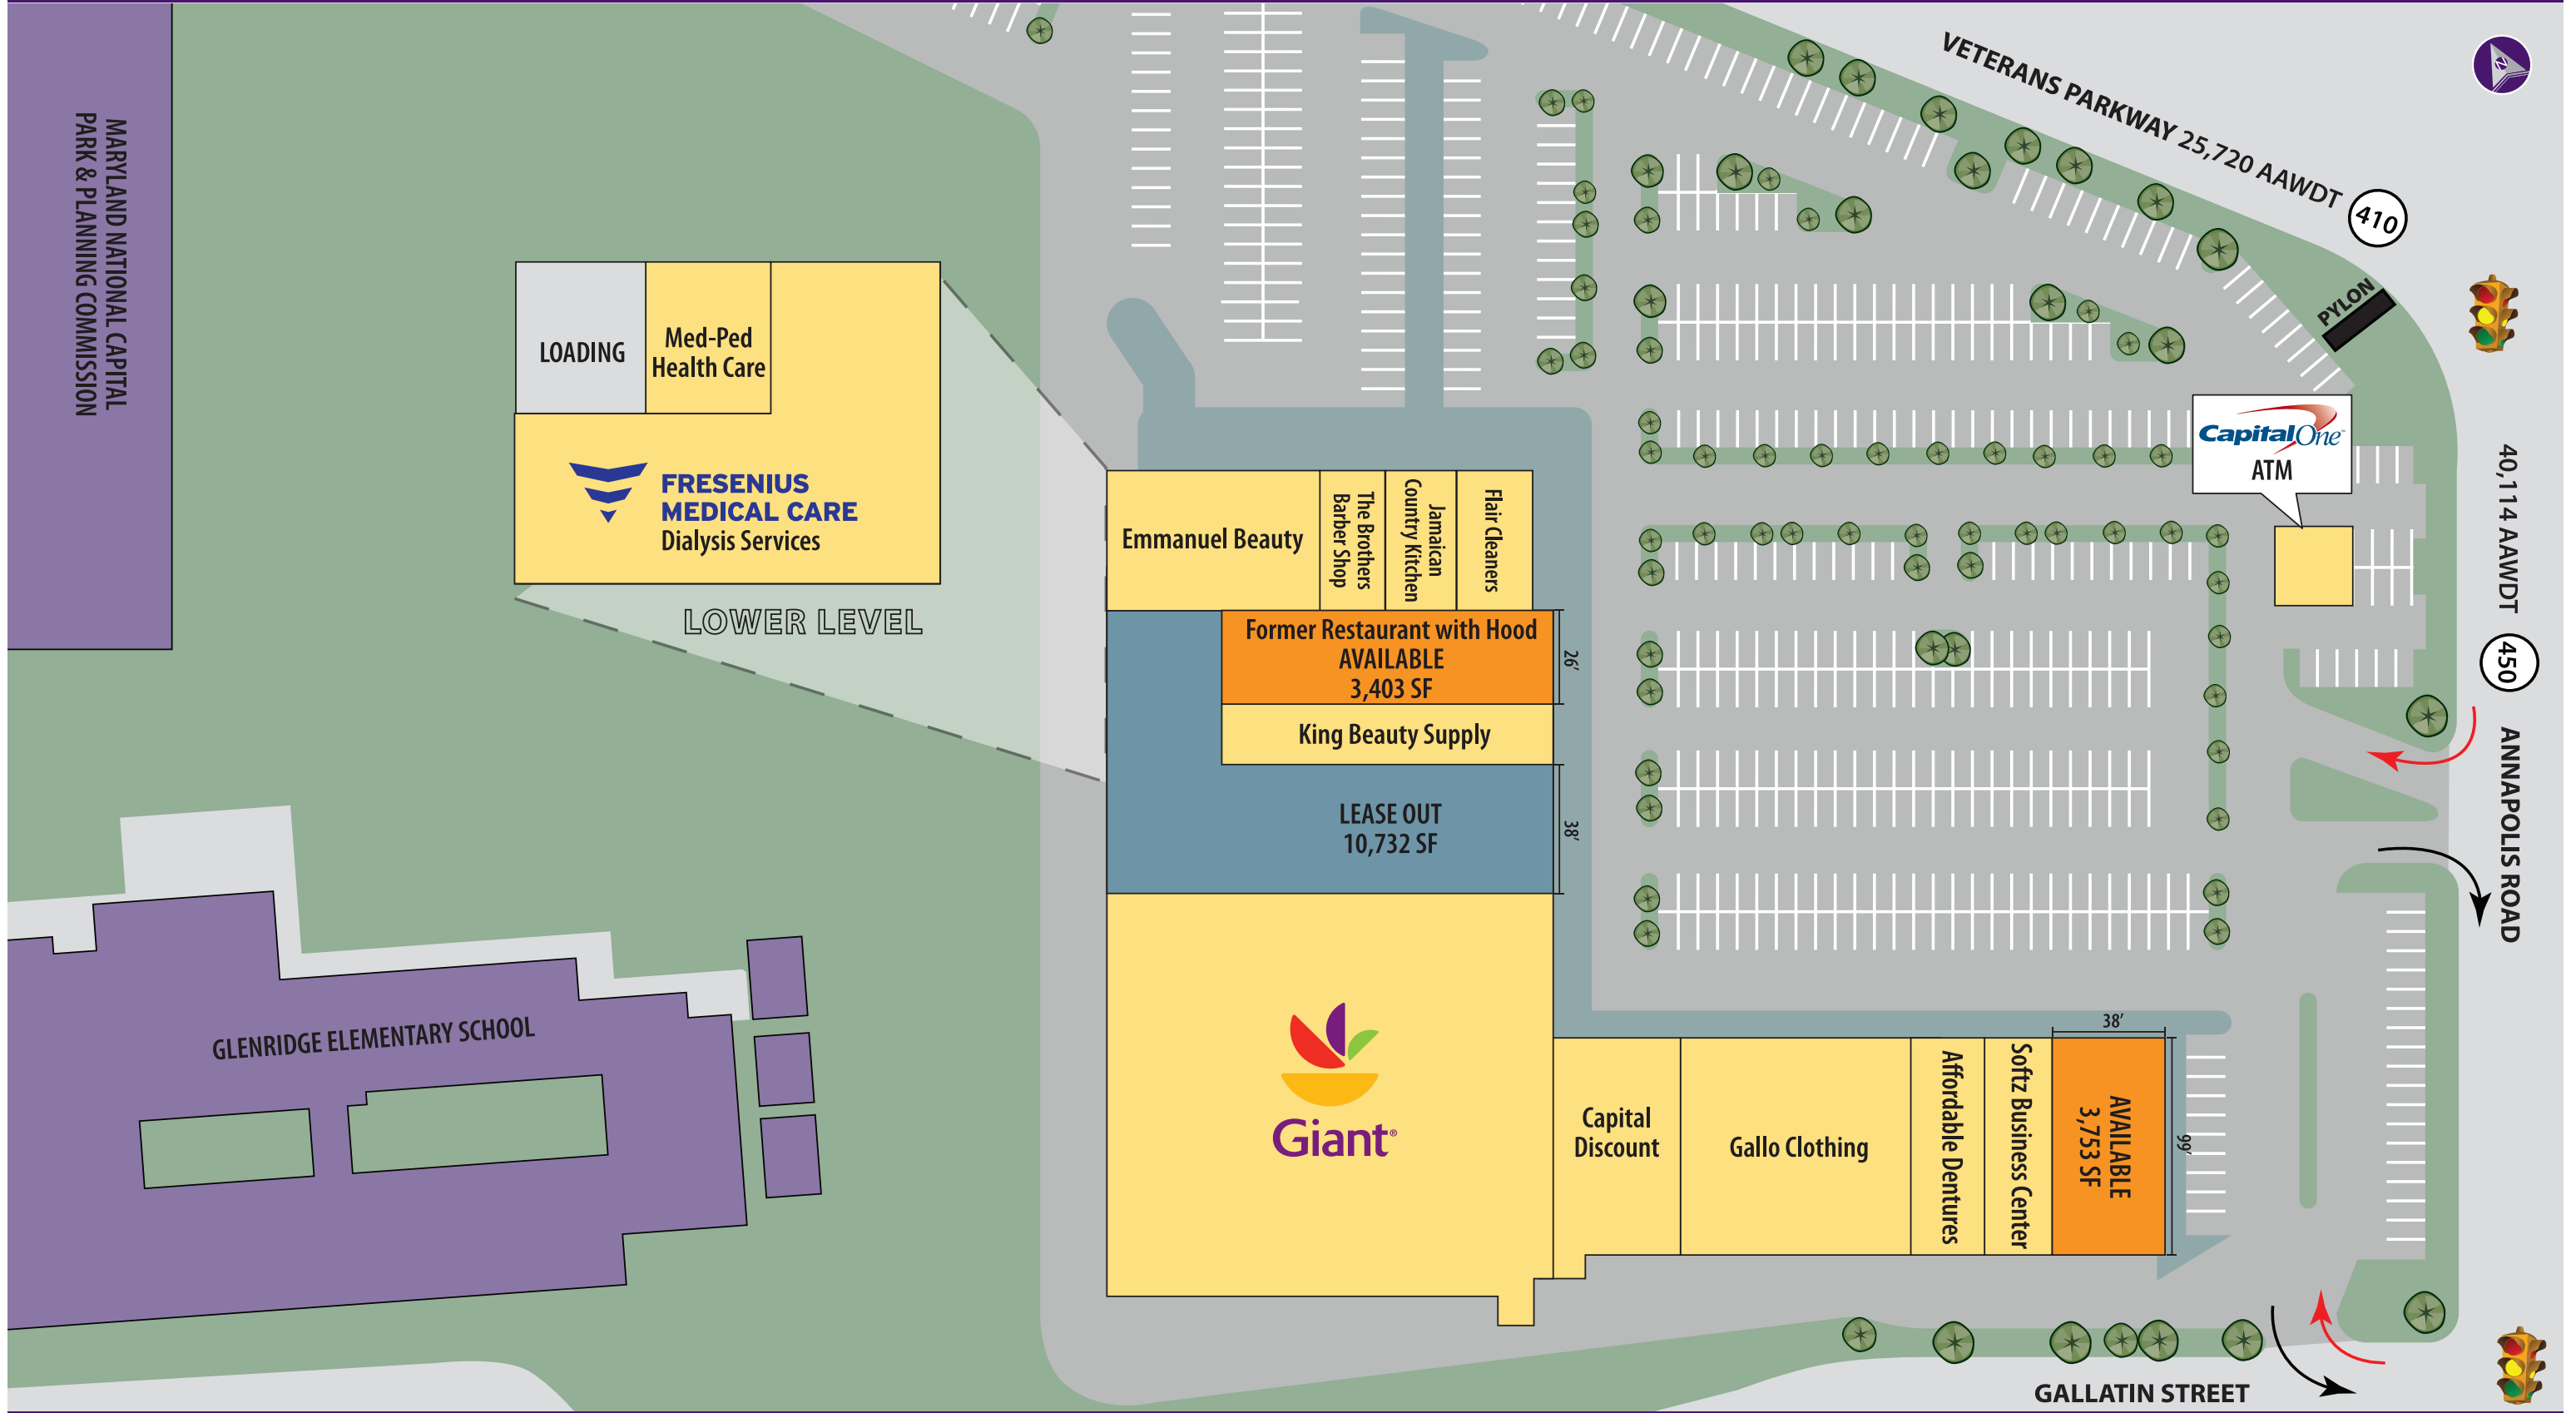 MARYLAND NATIONAL CAPITAL
PARK & PLANNING COMMISSION
VETERANS PARKWAY 25,720 AAWDT
410
N
PYLON
LOADING
Med-Ped
Health Care
FRESENIUS
MEDICAL CARE
Dialysis Services
LOWER LEVEL
Capital One
ATM
40,114 AAWDT
450
ANNAPOLIS ROAD
Emmanuel Beauty
The Brothers
Barber Shop
Jamaican
Country Kitchen
Flair Cleaners
Former Restaurant with Hood
AVAILABLE
3,403 SF
26'
King Beauty Supply
LEASE OUT
10,732 SF
38'
Giant®
GLENRIDGE ELEMENTARY SCHOOL
Capital
Discount
Gallo Clothing
Affordable Dentures
Softz Business Center
38'
AVAILABLE
3,753 SF
99'
GALLATIN STREET